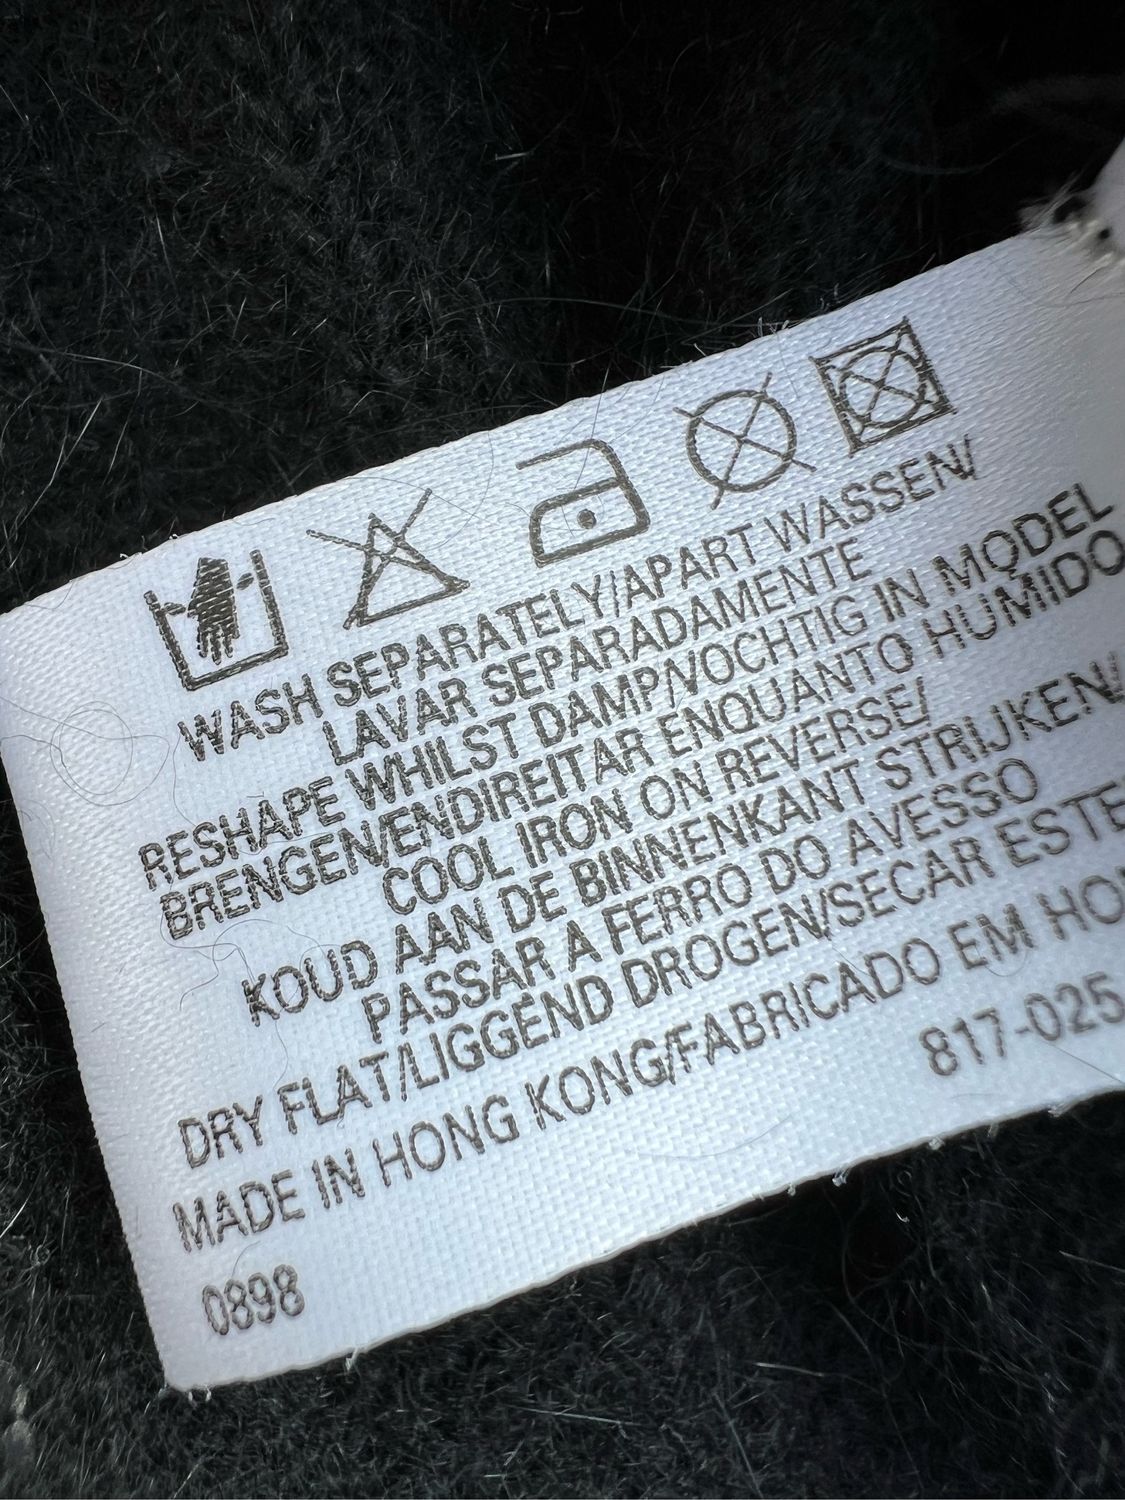 WASH SEPARATELY/APART WASSEN/
LAVAR SEPARADAMENTE
RESHAPE WHILST DAMP/VOCHTIG IN MODEL
BRENGEN/ENDIREITAR ENQUANTO HUMIDO
COOL IRON ON REVERSE/
KOUD AAN DE BINNENKANT STRIJKEN/
PASSAR A FERRO DO AVESSO
DRY FLAT/LIGGEND DROGEN/SECAR
MADE IN HONG KONG/FABRICADO EM
817-025
0898